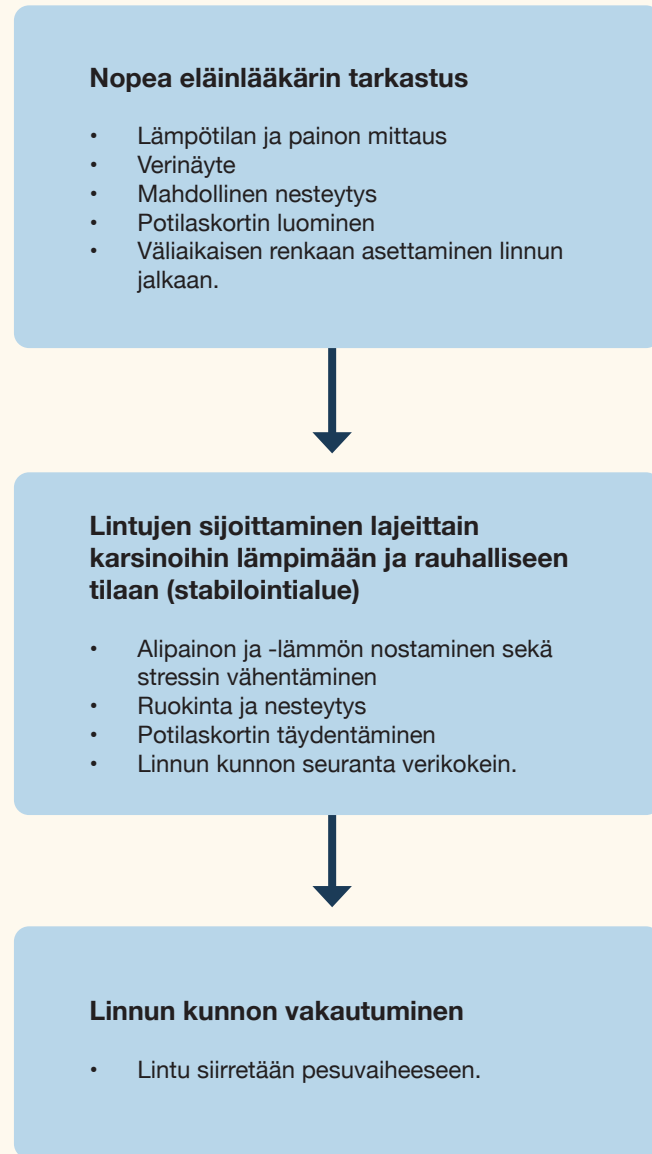 Nopea eläinlääkärin tarkastus
• Lämpötilan ja painon mittaus
• Verinäyte
• Mahdollinen nesteytys
• Potilaskortin luominen
• Väliaikaisen renkaan asettaminen linnun
jalkaan.
Lintujen sijoittaminen lajeittain
karsinoihin lämpimään ja rauhalliseen
tilaan (stabilointialue)
• Alipainon ja -lämmön nostaminen sekä
stressin vähentäminen
• Ruokinta ja nesteytys
• Potilaskortin täydentäminen
• Linnun kunnon seuranta verikokein.
Linnun kunnon vakautuminen
• Lintu siirretään pesuvaiheeseen.